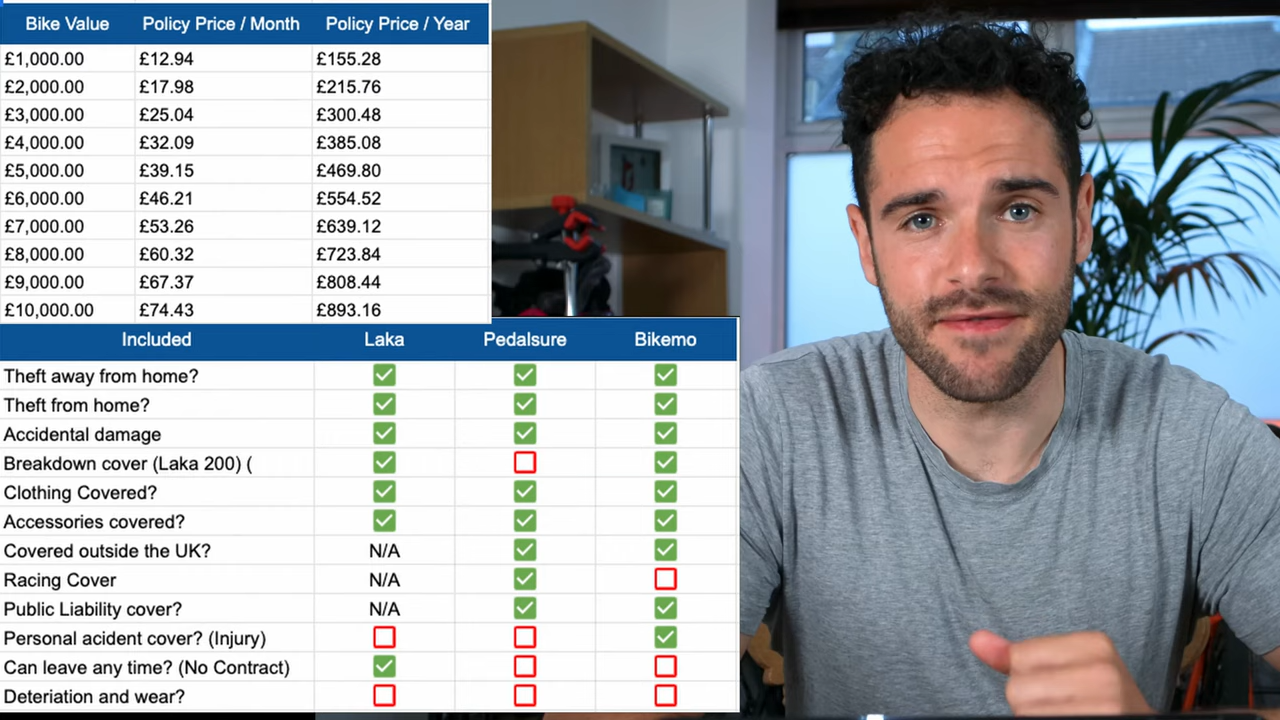 Bike Value Policy Price / Month Policy Price / Year
£1,000.00 £12.94 £155.28
£2,000.00 £17.98 £215.76
£3,000.00 £25.04 £300.48
£4,000.00 £32.09 £385.08
£5,000.00 £39.15 £469.80
£6,000.00 £46.21 £554.52
£7,000.00 £53.26 £639.12
£8,000.00 £60.32 £723.84
£9,000.00 £67.37 £808.44
£10,000.00 £74.43 £893.16
Included Laka Pedalsure Bikemo
Theft away from home?
Theft from home?
Accidental damage
Breakdown cover (Laka 200) (
Clothing Covered?
Accessories covered?
Covered outside the UK? N/A
Racing Cover N/A
Public Liability cover? N/A
Personal acident cover? (Injury)
Can leave any time? (No Contract)
Deteriation and wear?